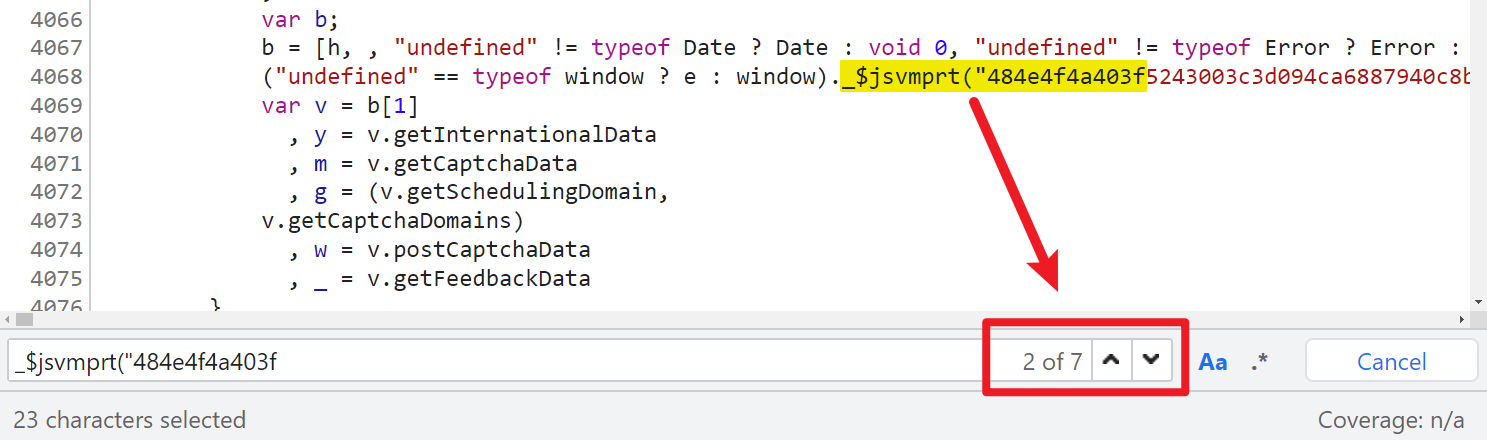 4066 var b;
4067 b = [h, , "undefined" != typeof Date ? Date : void 0, "undefined" != typeof Error ? Error :
4068 ("undefined" == typeof window ? e : window)._$jsvmprt("484e4f4a403f5243003c3d094ca6887940c8b
4069 var v = b[1]
4070 , y = v.getInternationalData
4071 , m = v.getCaptchaData
4072 , g = (v.getSchedulingDomain,
4073 v.getCaptchaDomains)
4074 , w = v.postCaptchaData
4075 , _ = v.getFeedbackData
4076 }
_$jsvmprt("484e4f4a403f 2 of 7 Aa .* Cancel
23 characters selected Coverage: n/a